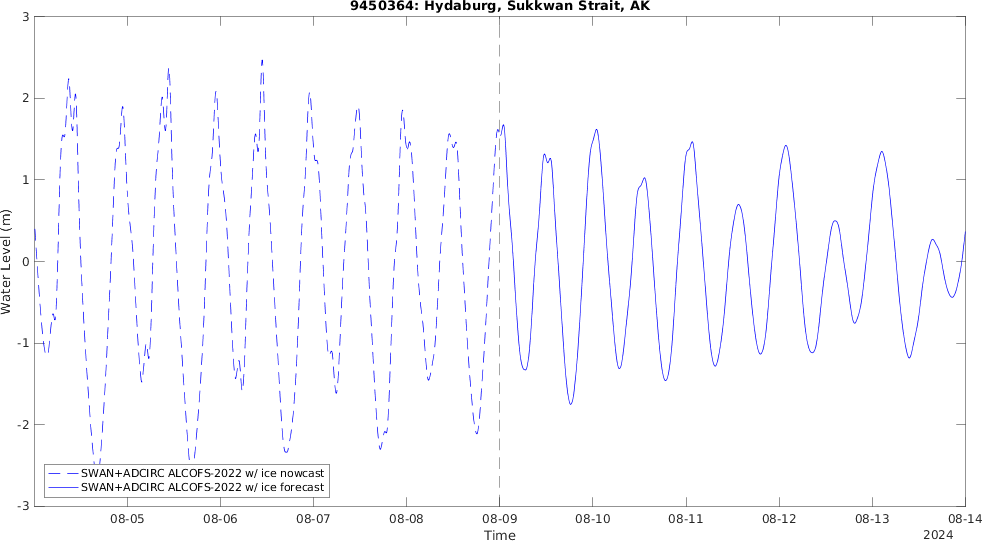 9450364: Hydaburg, Sukkwan Strait, AK
3
2
1
0
-1
-2
-3
Water Level (m)
SWAN+ADCIRC ALCOFS-2022 w/ ice nowcast
SWAN+ADCIRC ALCOFS-2022 w/ ice forecast
08-05 08-06 08-07 08-08 08-09 08-10 08-11 08-12 08-13 08-14
Time
2024